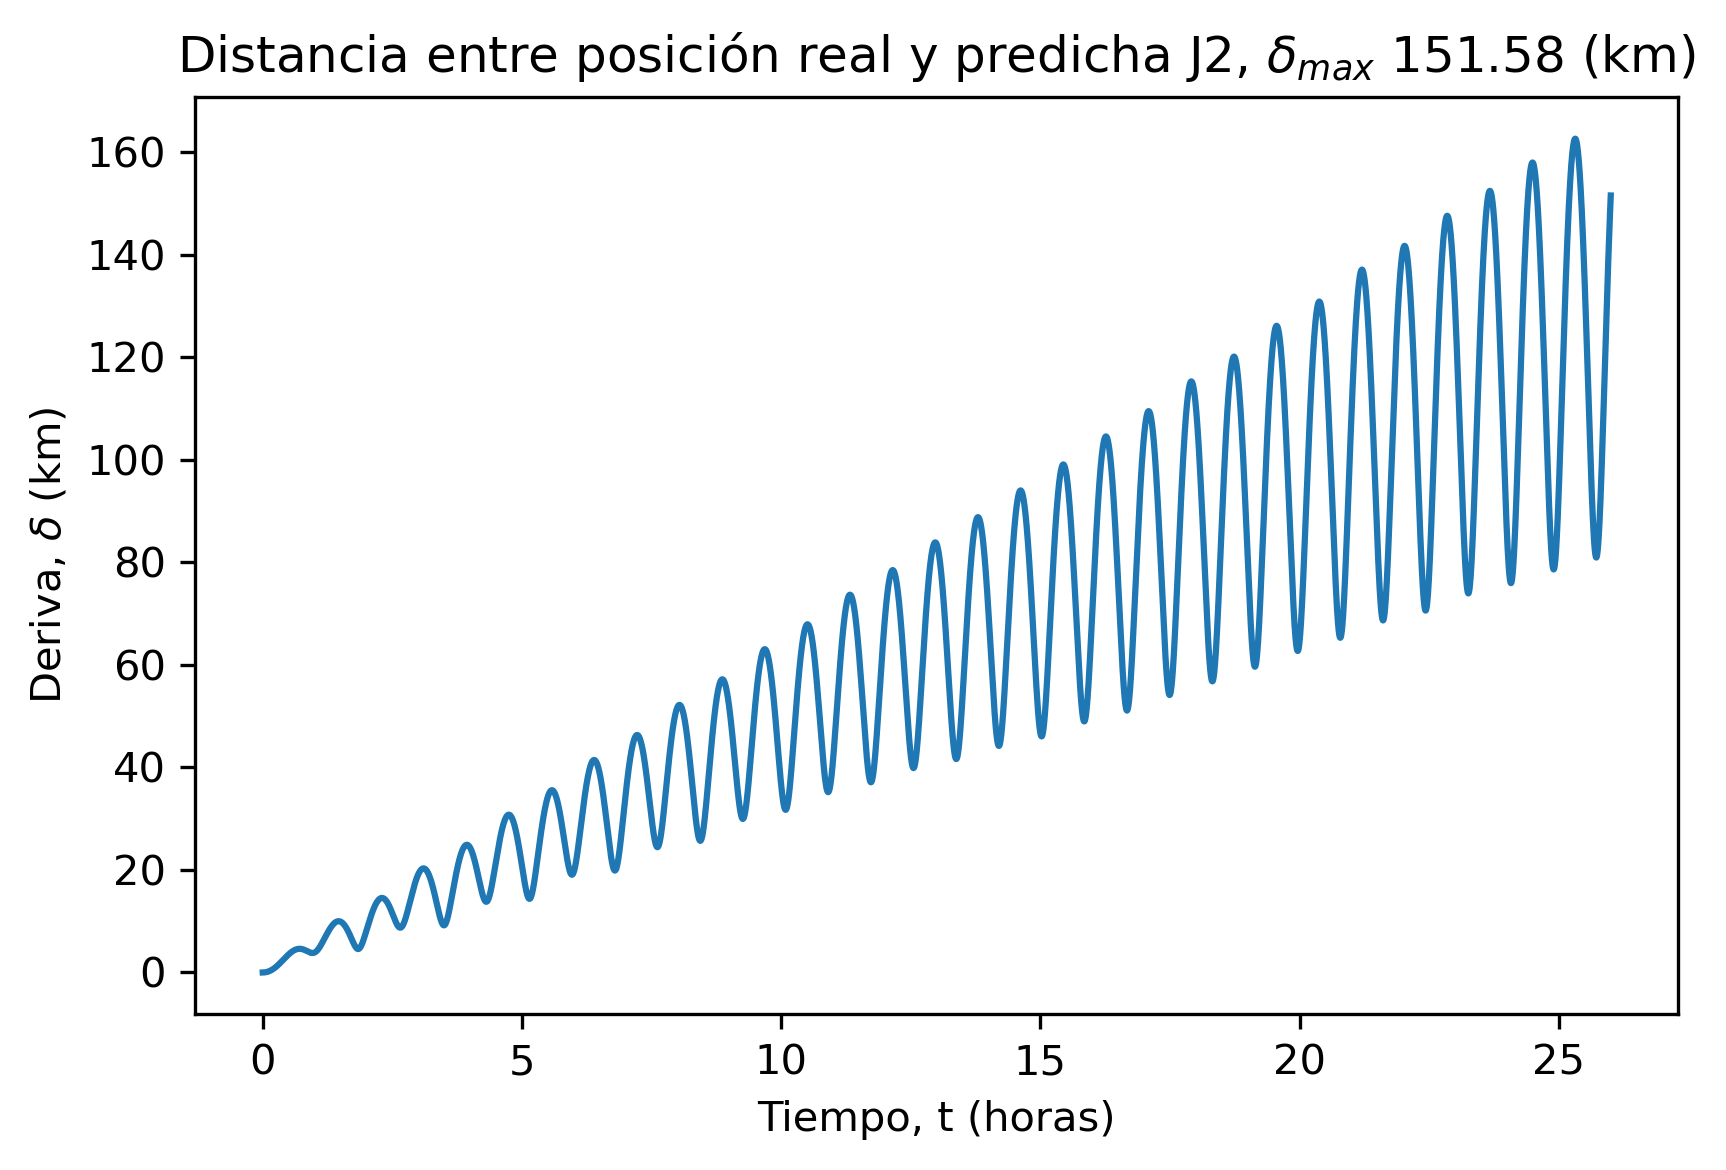 Distancia entre posición real y predicha J2, δmax 151.58 (km)
160
140
120
100
80
60
40
20
0
Deriva, δ (km)
0 5 10 15 20 25
Tiempo, t (horas)